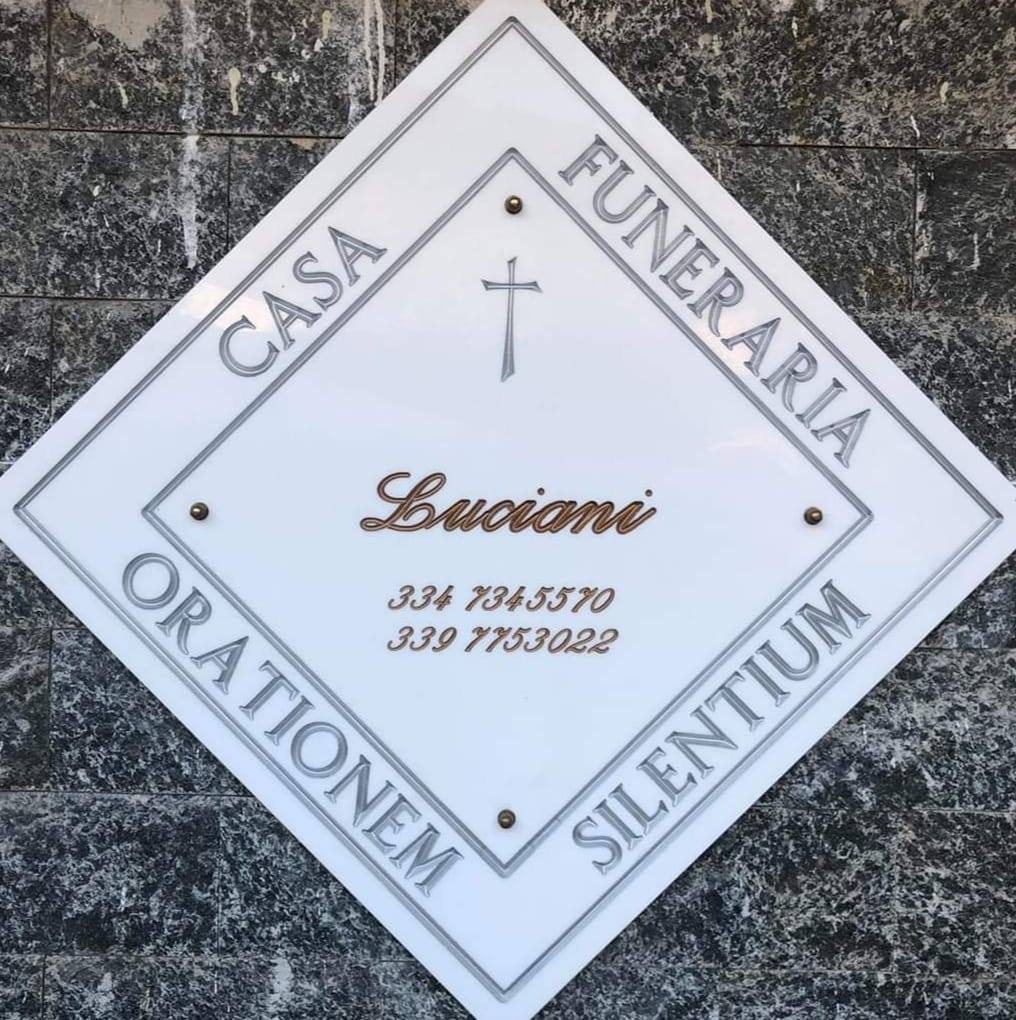 CASA
FUNERARIA
Luciani
334 7345570
339 7753022
ORATIONEM
SILENTIUM